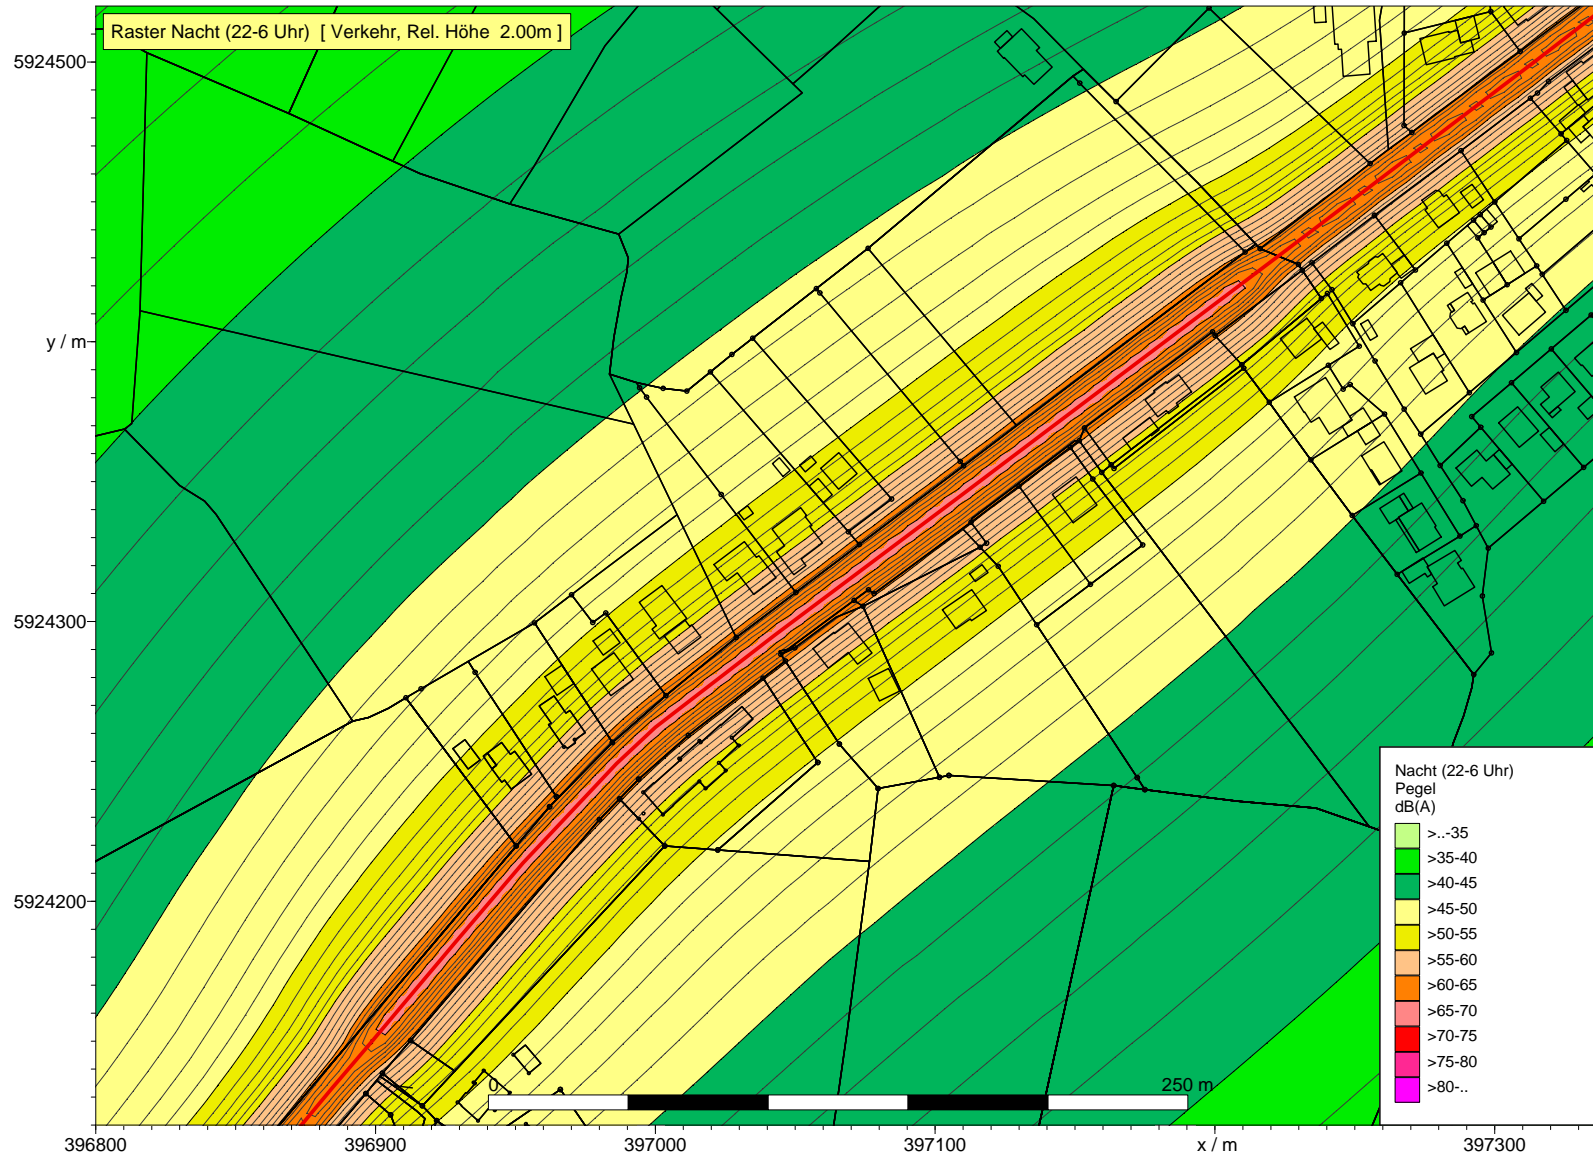 Raster Nacht (22-6 Uhr)  [ Verkehr, Rel. Höhe  2.00m ]
5924500
y / m
5924300
5924200
Nacht (22-6 Uhr)
Pegel
dB(A)
>..-35
>35-40
>40-45
>45-50
>50-55
>55-60
>60-65
>65-70
>70-75
>75-80
>80-..
0
250 m
396800
396900
397000
397100
x / m
397300